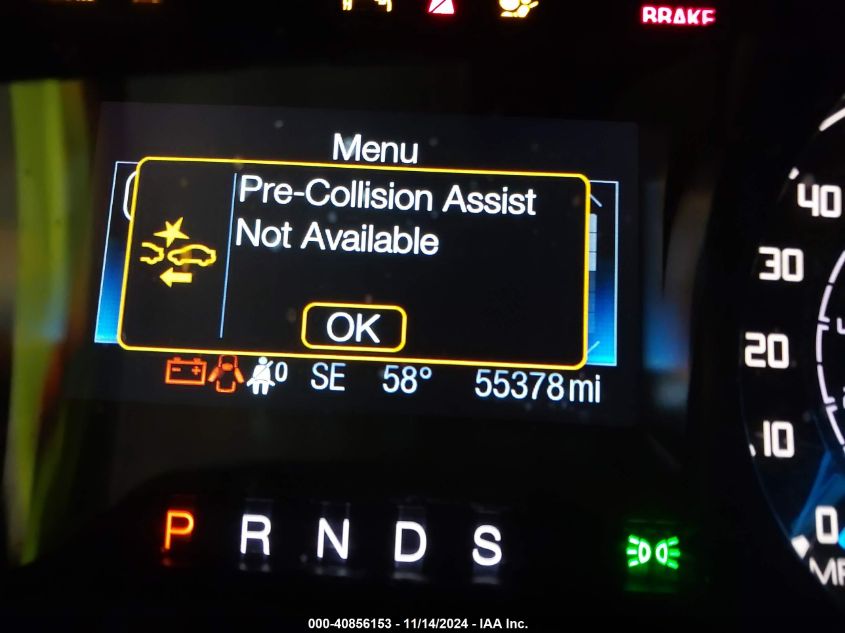 BRAKE
Menu
Pre-Collision Assist
Not Available
OK
0 SE 58° 55378 mi
P R N D S
40
30
20
10
0
000-40856153 - 11/14/2024 - IAA Inc.